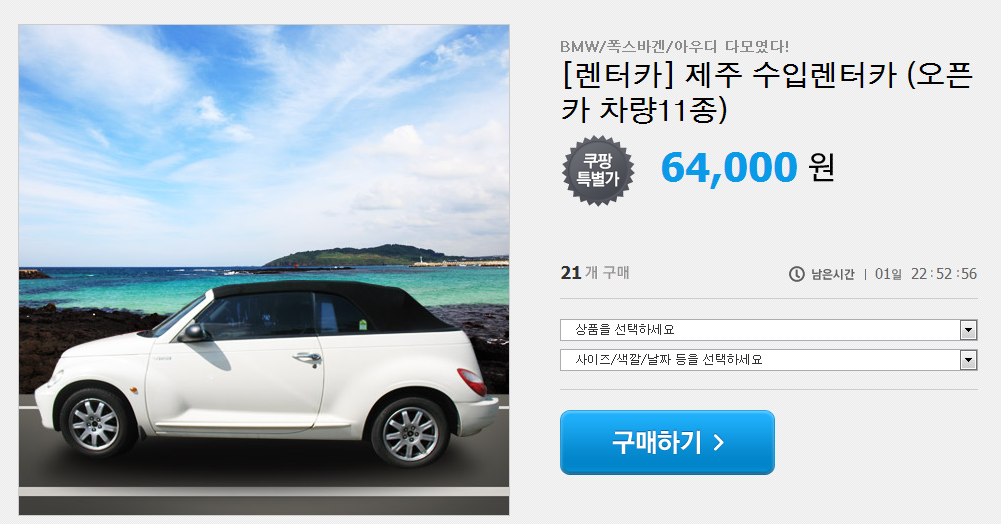 BMW/폭스바겐/아우디 다모였다!
[렌터카] 제주 수입렌터카 (오픈
카 차량11종)
쿠팡
특별가
64,000 원
21개 구매
남은시간 | 01일 22:52:56
상품을 선택하세요
사이즈/색깔/날짜 등을 선택하세요
구매하기 >